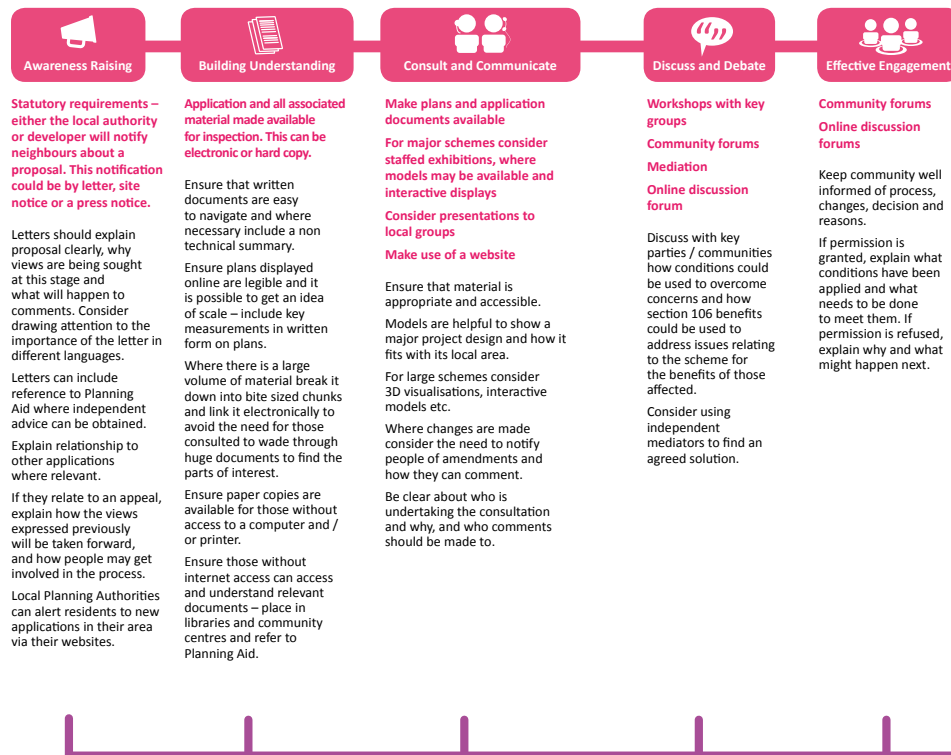 Awareness Raising
Statutory requirements –
either the local authority
or developer will notify
neighbours about a
proposal. This notification
could be by letter, site
notice or a press notice.
Letters should explain
proposal clearly, why
views are being sought
at this stage and
what will happen to
comments. Consider
drawing attention to the
importance of the letter in
different languages.
Letters can include
reference to Planning
Aid where independent
advice can be obtained.
Explain relationship to
other applications
where relevant.
If they relate to an appeal,
explain how the views
expressed previously
will be taken forward,
and how people may get
involved in the process.
Local Planning Authorities
can alert residents to new
applications in their area
via their websites.
Building Understanding
Application and all associated
material made available
for inspection. This can be
electronic or hard copy.
Ensure that written
documents are easy
to navigate and where
necessary include a non
technical summary.
Ensure plans displayed
online are legible and it
is possible to get an idea
of scale – include key
measurements in written
form on plans.
Where there is a large
volume of material break it
down into bite sized chunks
and link it electronically to
avoid the need for those
consulted to wade through
huge documents to find the
parts of interest.
Ensure paper copies are
available for those without
access to a computer and /
or printer.
Ensure those without
internet access can access
and understand relevant
documents – place in
libraries and community
centres and refer to
Planning Aid.
Consult and Communicate
Make plans and application
documents available
For major schemes consider
staffed exhibitions, where
models may be available and
interactive displays
Consider presentations to
local groups
Make use of a website
Ensure that material is
appropriate and accessible.
Models are helpful to show a
major project design and how it
fits with its local area.
For large schemes consider
3D visualisations, interactive
models etc.
Where changes are made
consider the need to notify
people of amendments and
how they can comment.
Be clear about who is
undertaking the consultation
and why, and who comments
should be made to.
Discuss and Debate
Workshops with key
groups
Community forums
Mediation
Online discussion
forum
Discuss with key
parties / communities
how conditions could
be used to overcome
concerns and how
section 106 benefits
could be used to
address issues relating
to the scheme for
the benefits of those
affected.
Consider using
independent
mediators to find an
agreed solution.
Effective Engagement
Community forums
Online discussion
forums
Keep community well
informed of process,
changes, decision and
reasons.
If permission is
granted, explain what
conditions have been
applied and what
needs to be done
to meet them. If
permission is refused,
explain why and what
might happen next.